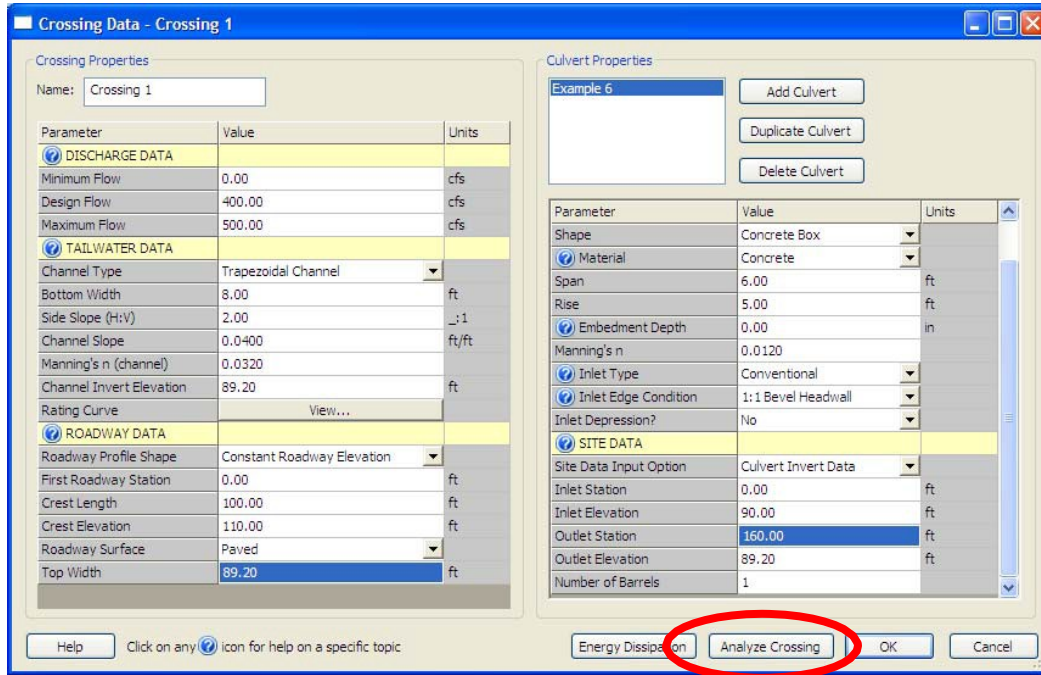 Crossing Data - Crossing 1
Crossing Properties
Name: Crossing 1
Parameter Value Units
DISCHARGE DATA
Minimum Flow 0.00 cfs
Design Flow 400.00 cfs
Maximum Flow 500.00 cfs
TAILWATER DATA
Channel Type Trapezoidal Channel
Bottom Width 8.00 ft
Side Slope (H:V) 2.00 _:1
Channel Slope 0.0400 ft/ft
Manning's n (channel) 0.0320
Channel Invert Elevation 89.20 ft
Rating Curve View...
ROADWAY DATA
Roadway Profile Shape Constant Roadway Elevation
First Roadway Station 0.00 ft
Crest Length 100.00 ft
Crest Elevation 110.00 ft
Roadway Surface Paved
Top Width 89.20 ft
Culvert Properties
Example 6
Add Culvert
Duplicate Culvert
Delete Culvert
Parameter Value Units
Shape Concrete Box
Material Concrete
Span 6.00 ft
Rise 5.00 ft
Embedment Depth 0.00 in
Manning's n 0.0120
Inlet Type Conventional
Inlet Edge Condition 1:1 Bevel Headwall
Inlet Depression? No
SITE DATA
Site Data Input Option Culvert Invert Data
Inlet Station 0.00 ft
Inlet Elevation 90.00 ft
Outlet Station 160.00 ft
Outlet Elevation 89.20 ft
Number of Barrels 1
Help Click on any ? icon for help on a specific topic Energy Dissipation Analyze Crossing OK Cancel